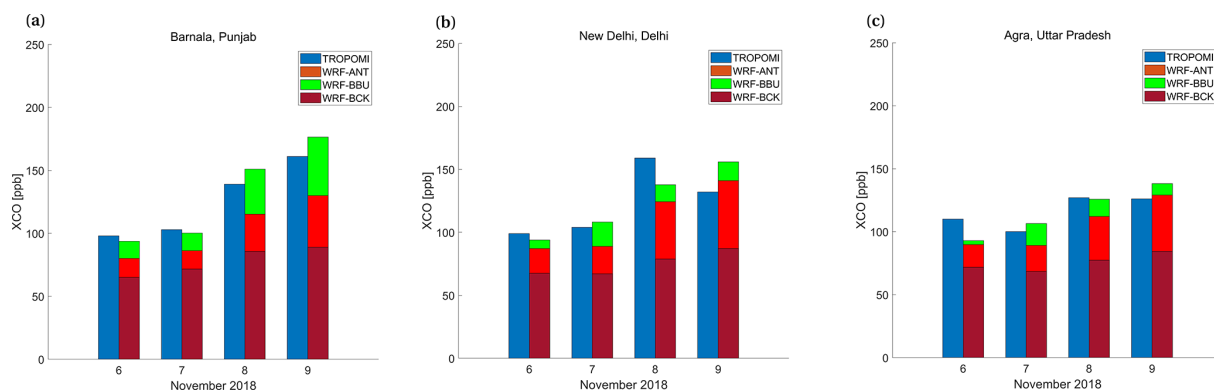 (a)
Barnala, Punjab
250
200
150
100
50
0
XCO [ppb]
TROPOMI
WRF-ANT
WRF-BBU
WRF-BCK
6 7 8 9
November 2018
(b)
New Delhi, Delhi
250
200
150
100
50
0
XCO [ppb]
TROPOMI
WRF-ANT
WRF-BBU
WRF-BCK
6 7 8 9
November 2018
(c)
Agra, Uttar Pradesh
250
200
150
100
50
0
XCO [ppb]
TROPOMI
WRF-ANT
WRF-BBU
WRF-BCK
6 7 8 9
November 2018